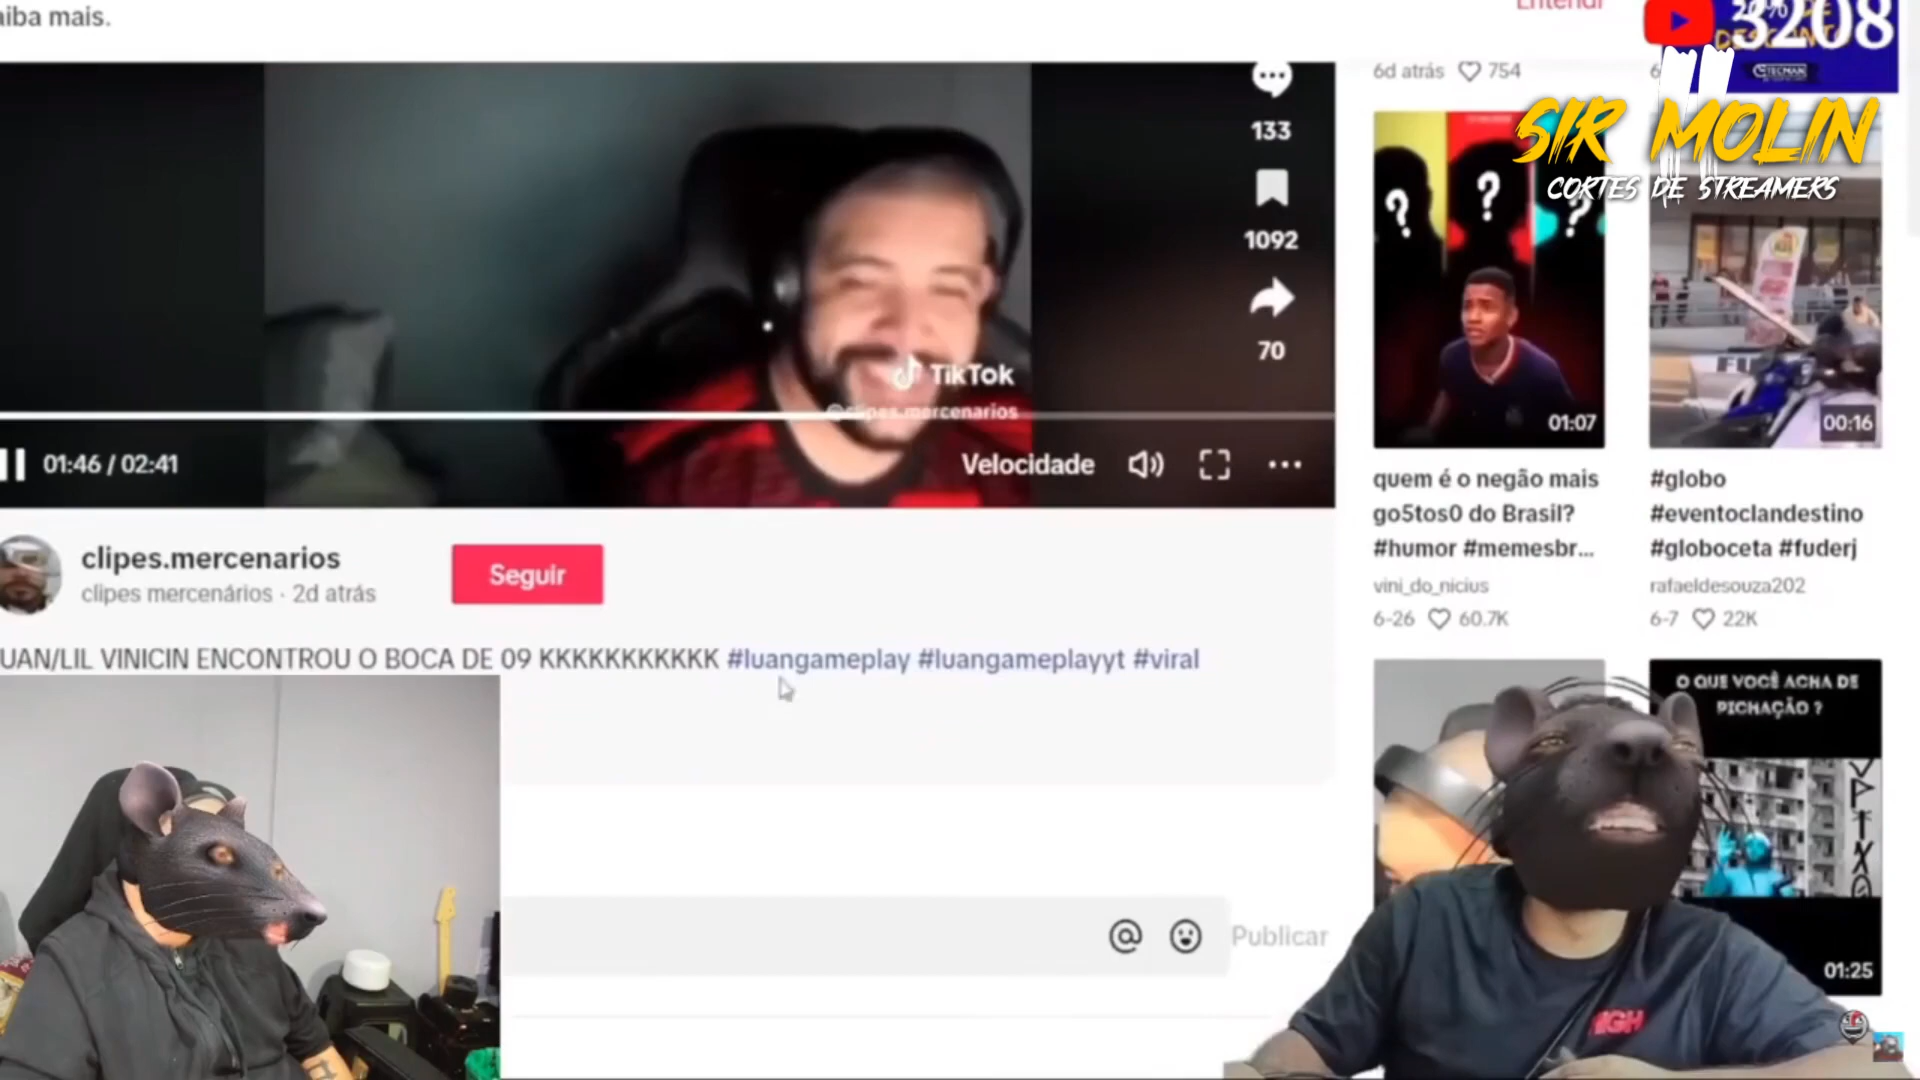 aiba mais.
Entendi
3208
6d atrás 754
SIR MOLIN
CORTES DE STREAMERS
133
1092
70
TikTok
@clipes.mercenarios
01:46 / 02:41
Velocidade
clipes.mercenarios
clipes mercenários · 2d atrás
Seguir
UAN/LIL VINICIN ENCONTROU O BOCA DE 09 KKKKKKKKKKK #luangameplay #luangameplayyt #viral
Publicar
? ? ?
01:07
quem é o negão mais
go5tos0 do Brasil?
#humor #memesbr...
vini_do_nicius
6-26 60.7K
00:16
#globo
#eventoclandestino
#globoceta #fuderj
rafaeldesouza202
6-7 22K
O QUE VOCÊ ACHA DE
PICHAÇÃO ?
01:25
HIGH